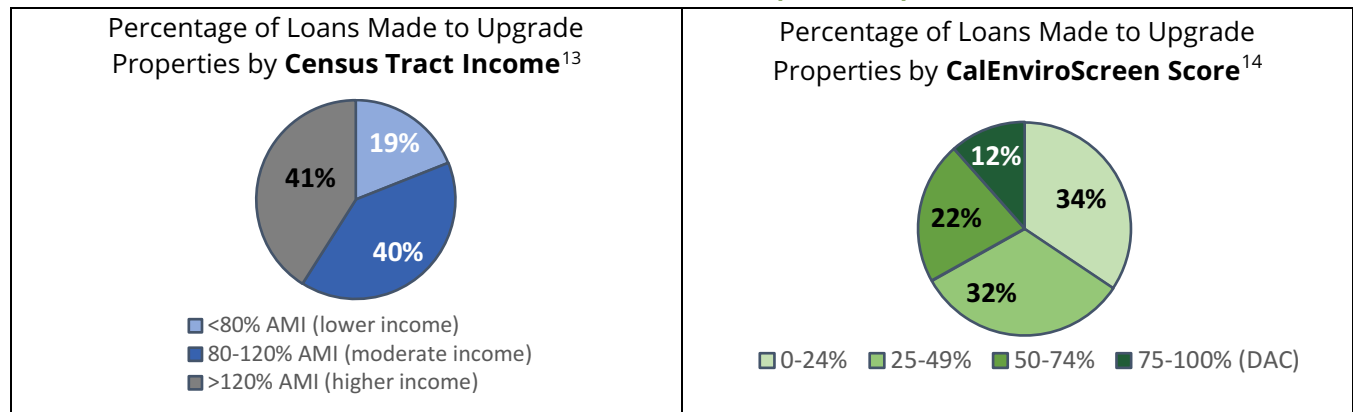 Percentage of Loans Made to Upgrade
Properties by Census Tract Income13
19%
41%
40%
<80% AMI (lower income)
80-120% AMI (moderate income)
>120% AMI (higher income)
Percentage of Loans Made to Upgrade
Properties by CalEnviroScreen Score14
12%
34%
22%
32%
0-24% 25-49% 50-74% 75-100% (DAC)